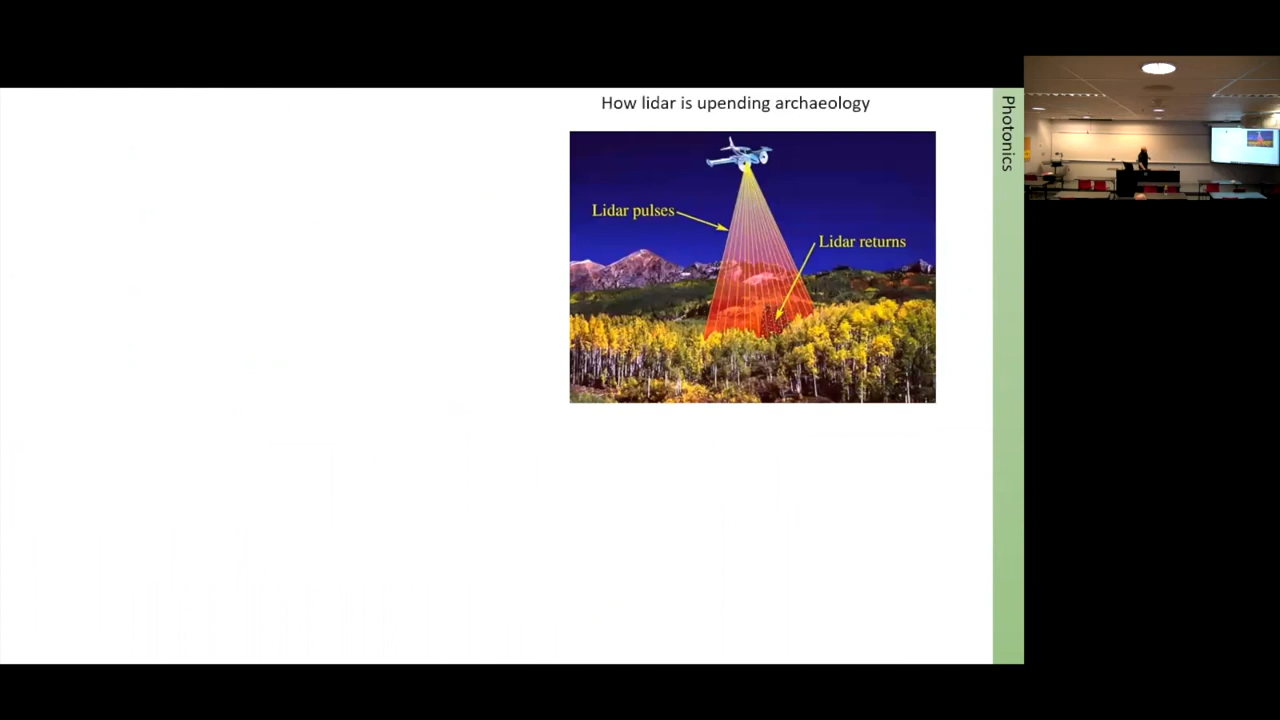 How lidar is upending archaeology
Photonics
Lidar pulses
Lidar returns